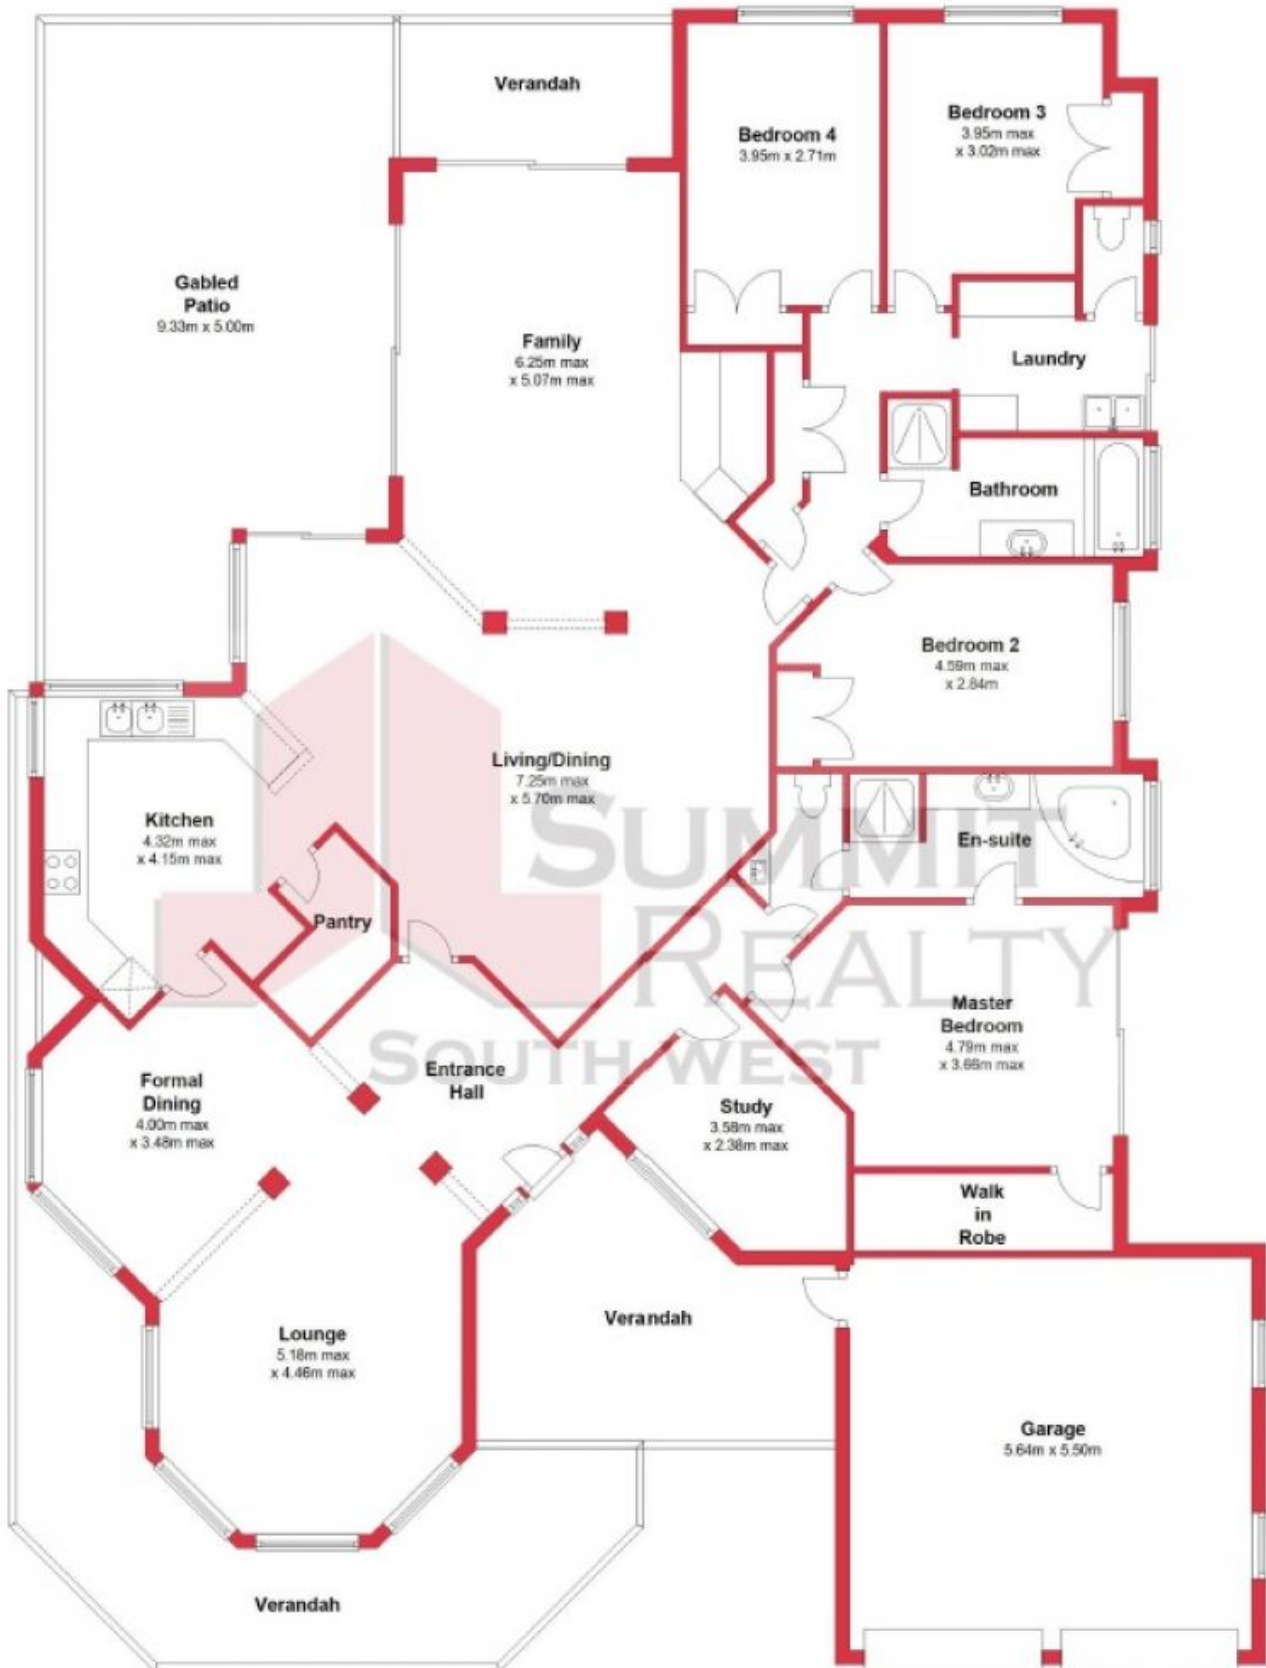 Verandah
Bedroom 4
3.95m x 2.71m
Bedroom 3
3.95m max
x 3.02m max
Gabled
Patio
9.33m x 5.00m
Family
6.25m max
x 5.07m max
Laundry
Bathroom
Bedroom 2
4.59m max
x 2.84m
Living/Dining
7.25m max
x 5.70m max
Kitchen
4.32m max
x 4.15m max
En-suite
Pantry
SUMMIT
REALTY
SOUTH WEST
Master
Bedroom
4.79m max
x 3.66m max
Entrance
Hall
Formal
Dining
4.00m max
x 3.48m max
Study
3.58m max
x 2.38m max
Walk
in
Robe
Verandah
Lounge
5.18m max
x 4.46m max
Garage
5.64m x 5.50m
Verandah